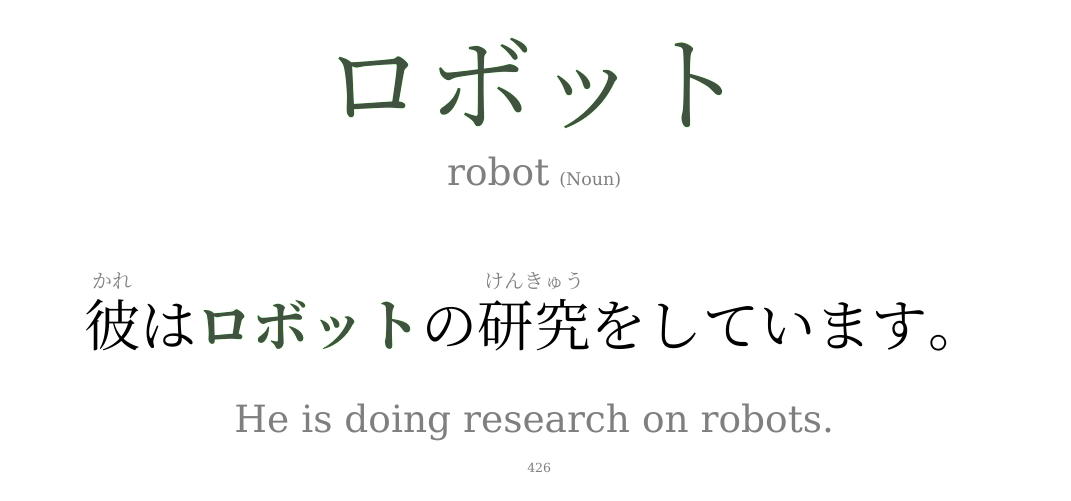 ロボット
robot (Noun)
かれ けんきゅう
彼はロボットの研究をしています。
He is doing research on robots.
426